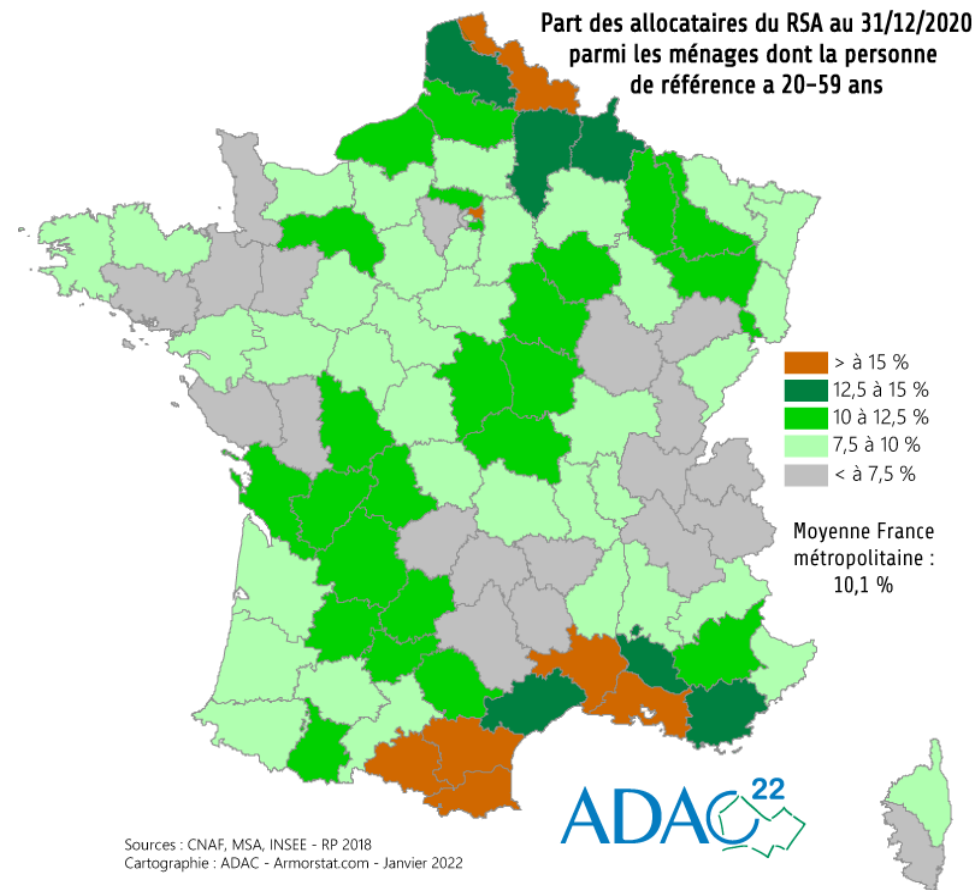 Part des allocataires du RSA au 31/12/2020
parmi les ménages dont la personne
de référence a 20-59 ans
> à 15 %
12,5 à 15 %
10 à 12,5 %
7,5 à 10 %
< à 7,5 %
Moyenne France
métropolitaine :
10,1 %
ADAC 22
Sources : CNAF, MSA, INSEE - RP 2018
Cartographie : ADAC - Armorstat.com - Janvier 2022